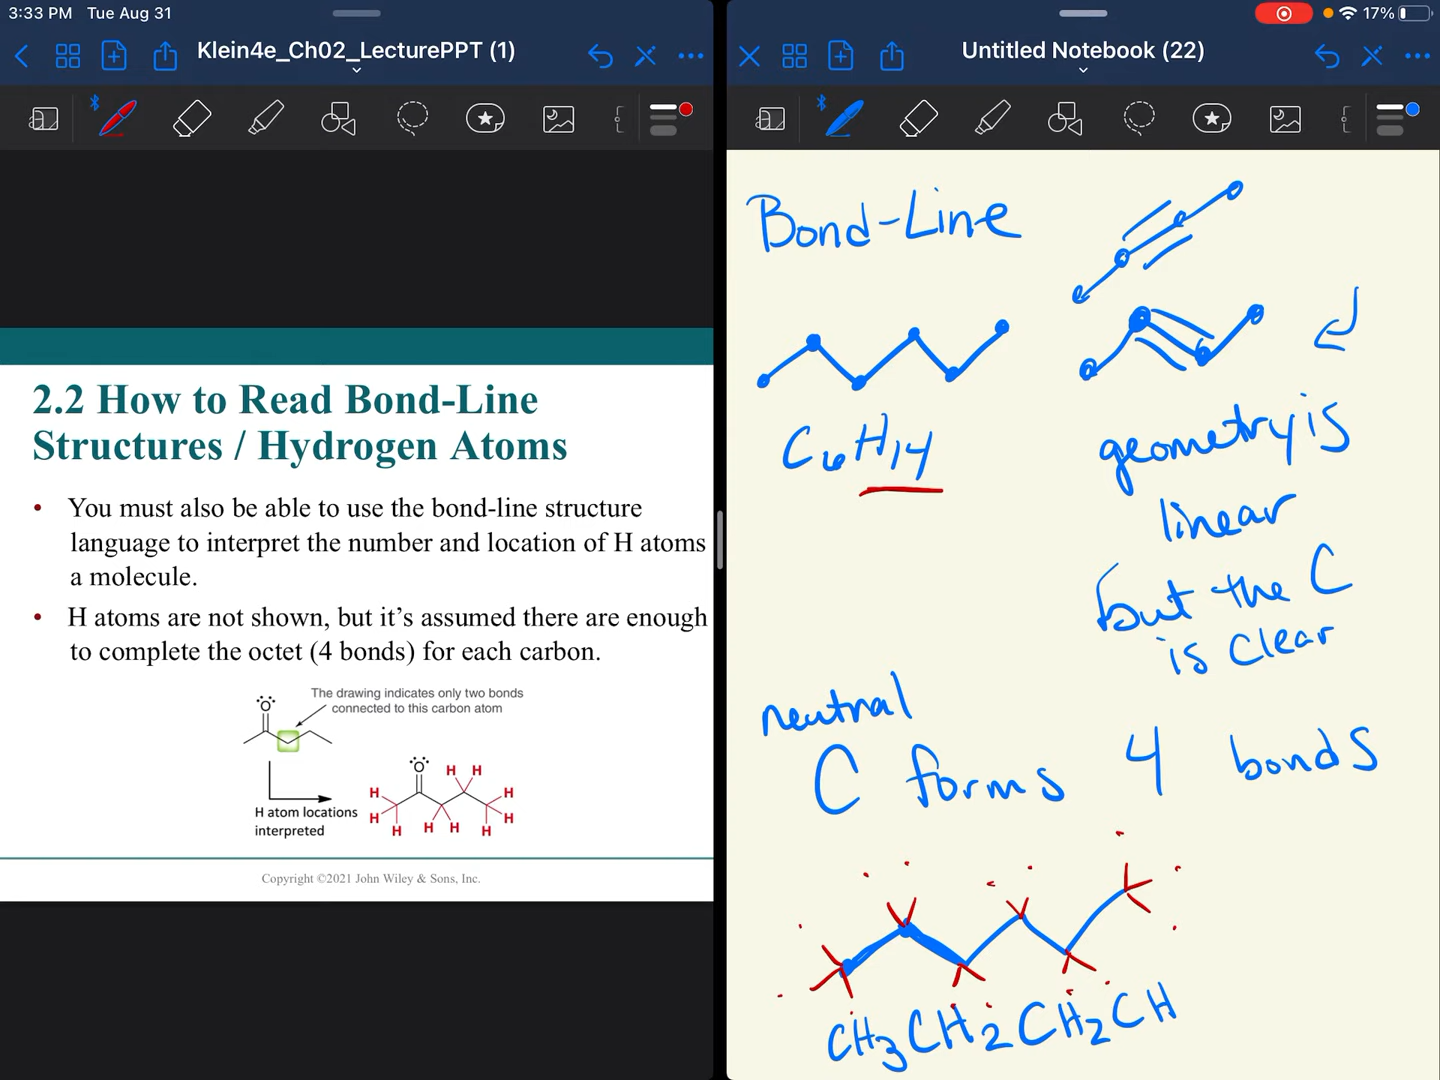 3:33 PM Tue Aug 31
17%
Klein4e_Ch02_LecturePPT (1)
2.2 How to Read Bond-Line
Structures / Hydrogen Atoms
• You must also be able to use the bond-line structure
language to interpret the number and location of H atoms
a molecule.
• H atoms are not shown, but it’s assumed there are enough
to complete the octet (4 bonds) for each carbon.
The drawing indicates only two bonds
connected to this carbon atom
O
H atom locations
interpreted
O
H H
H H
H H
H H H H
Copyright ©2021 John Wiley & Sons, Inc.
Untitled Notebook (22)
Bond-Line
C6H14
geometry is
linear
but the C
is clear
neutral
C forms 4 bonds
CH3CH2CH2CH